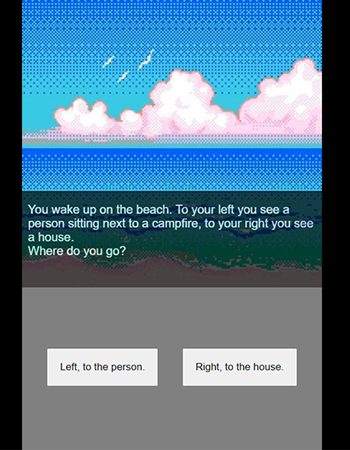 You wake up on the beach. To your left you see a
person sitting next to a campfire, to your right you see
a house.
Where do you go?
Left, to the person.
Right, to the house.